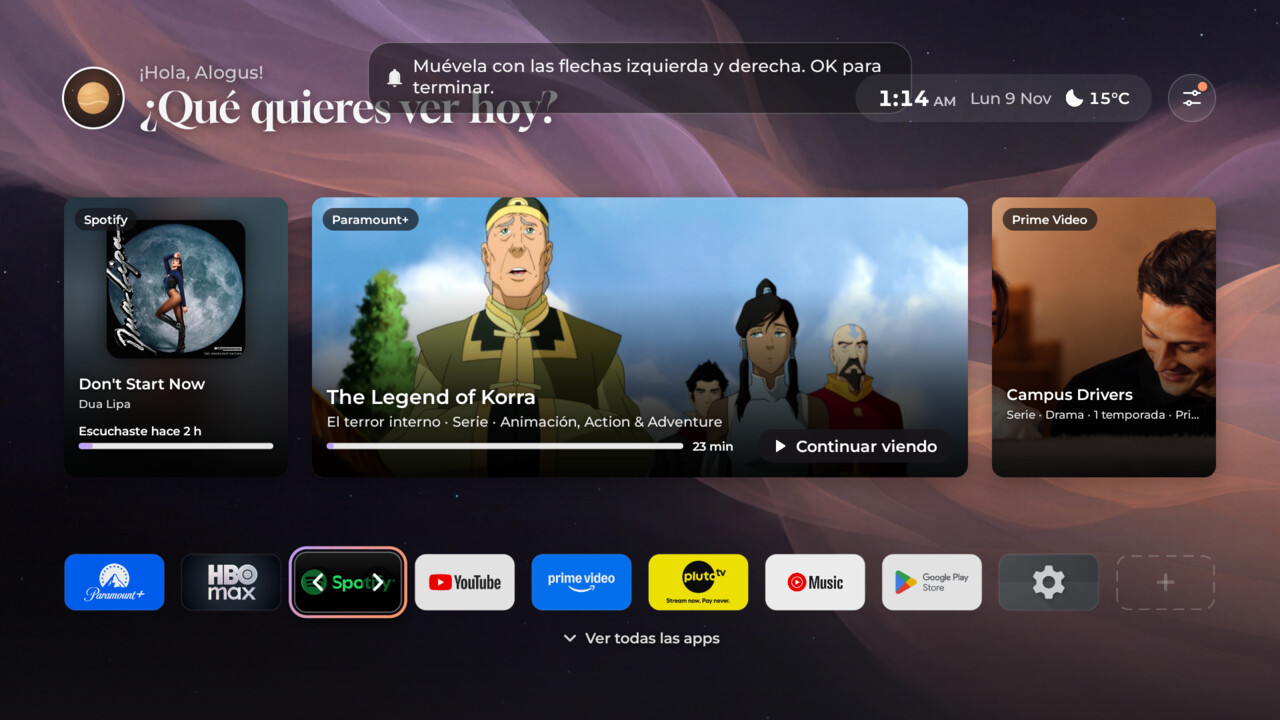 ¡Hola, Alogus!
¿Qué quieres ver hoy?
Muévela con las flechas izquierda y derecha. OK para
terminar.
1:14 AM Lun 9 Nov 15°C
Spotify
Dua Lipa
Don't Start Now
Dua Lipa
Escuchaste hace 2 h
Paramount+
The Legend of Korra
El terror interno · Serie · Animación, Action & Adventure
23 min
Continuar viendo
Prime Video
Campus Drivers
Serie · Drama · 1 temporada · Pri...
Paramount+
HBO
max
Spotify
YouTube
prime video
pluto tv
Stream now. Pay never.
Music
Google Play
Store
Ver todas las apps